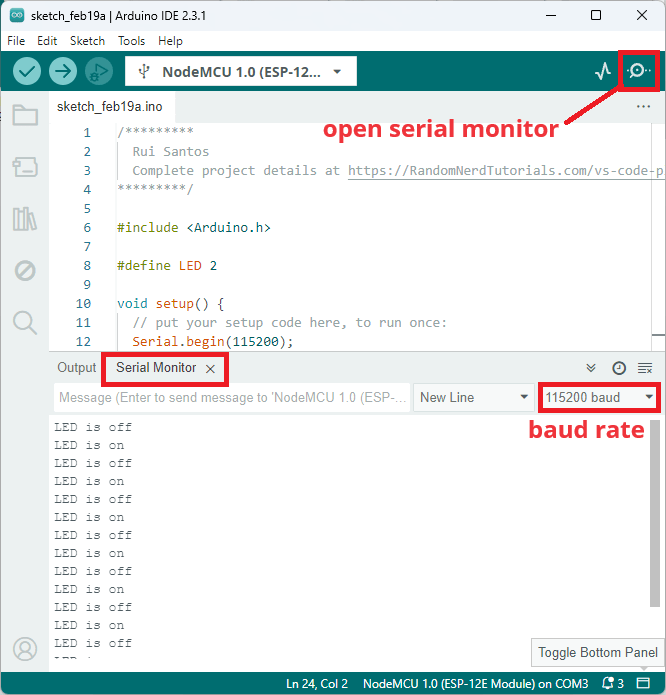 sketch_feb19a | Arduino IDE 2.3.1
File Edit Sketch Tools Help
NodeMCU 1.0 (ESP-12...
sketch_feb19a.ino
open serial monitor
1 /*********
2 Rui Santos
3 Complete project details at https://RandomNerdTutorials.com/vs-code-p
4 *********/
5
6 #include <Arduino.h>
7
8 #define LED 2
9
10 void setup() {
11 // put your setup code here, to run once:
12 Serial.begin(115200);
Output Serial Monitor
Message (Enter to send message to 'NodeMCU 1.0 (ESP-... New Line 115200 baud
baud rate
LED is off
LED is on
LED is off
LED is on
LED is off
LED is on
LED is off
LED is on
LED is off
LED is on
LED is off
LED is on
LED is off
Toggle Bottom Panel
Ln 24, Col 2 NodeMCU 1.0 (ESP-12E Module) on COM3 3